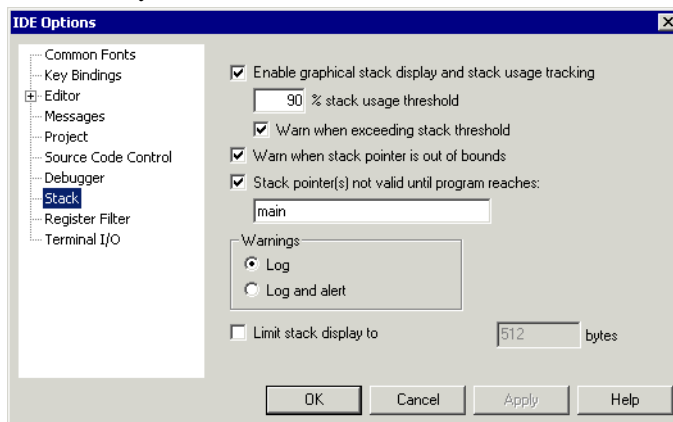 IDE Options
Common Fonts
Key Bindings
Editor
Messages
Project
Source Code Control
Debugger
Stack
Register Filter
Terminal I/O
Enable graphical stack display and stack usage tracking
90 % stack usage threshold
Warn when exceeding stack threshold
Warn when stack pointer is out of bounds
Stack pointer(s) not valid until program reaches:
main
Warnings
Log
Log and alert
Limit stack display to 512 bytes
OK Cancel Apply Help